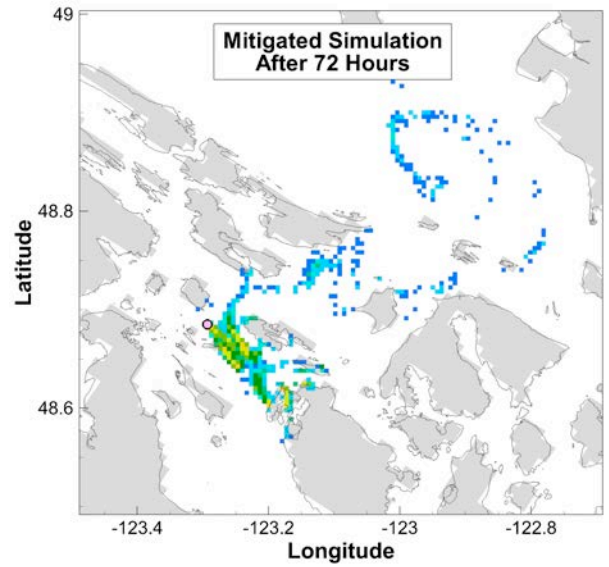 Mitigated Simulation
After 72 Hours
49
48.8
48.6
Latitude
-123.4
-123.2
-123
-122.8
Longitude